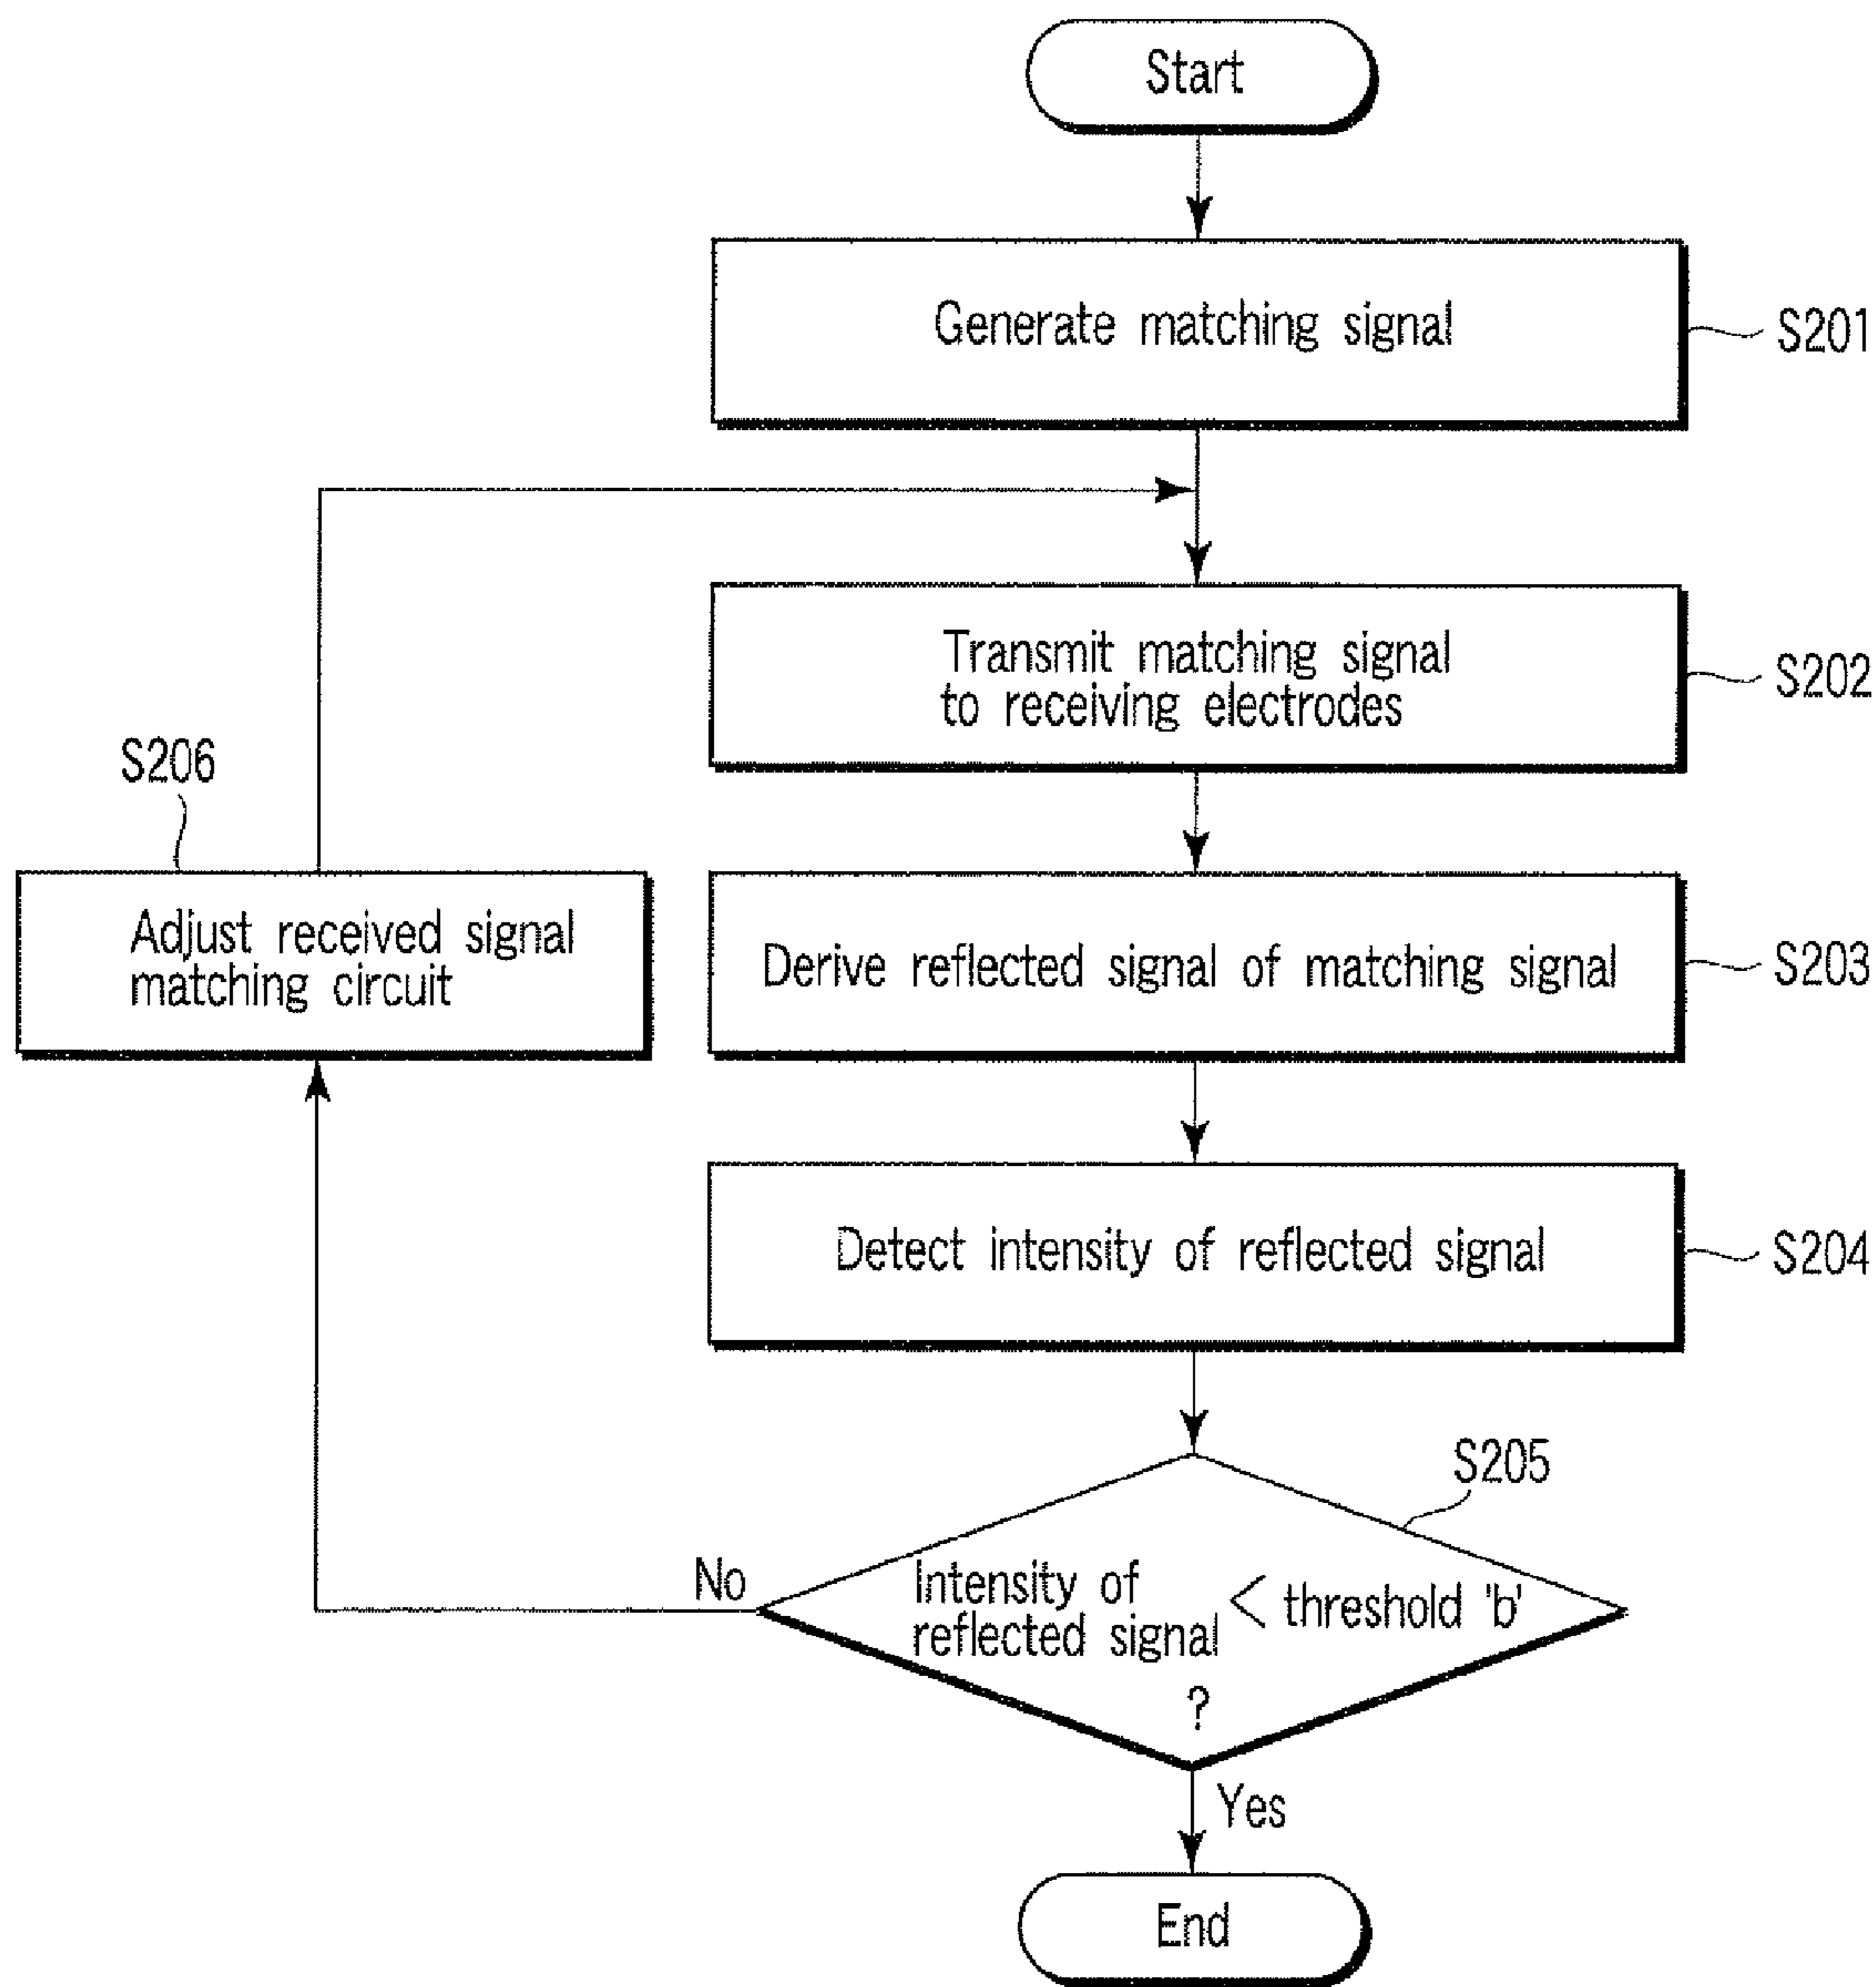 Start
Generate matching signal
S201
Transmit matching signal
to receiving electrodes
S202
S206
Adjust received signal
matching circuit
Derive reflected signal of matching signal
S203
Detect intensity of reflected signal
S204
S205
No
Intensity of
reflected signal
< threshold 'b'
?
Yes
End